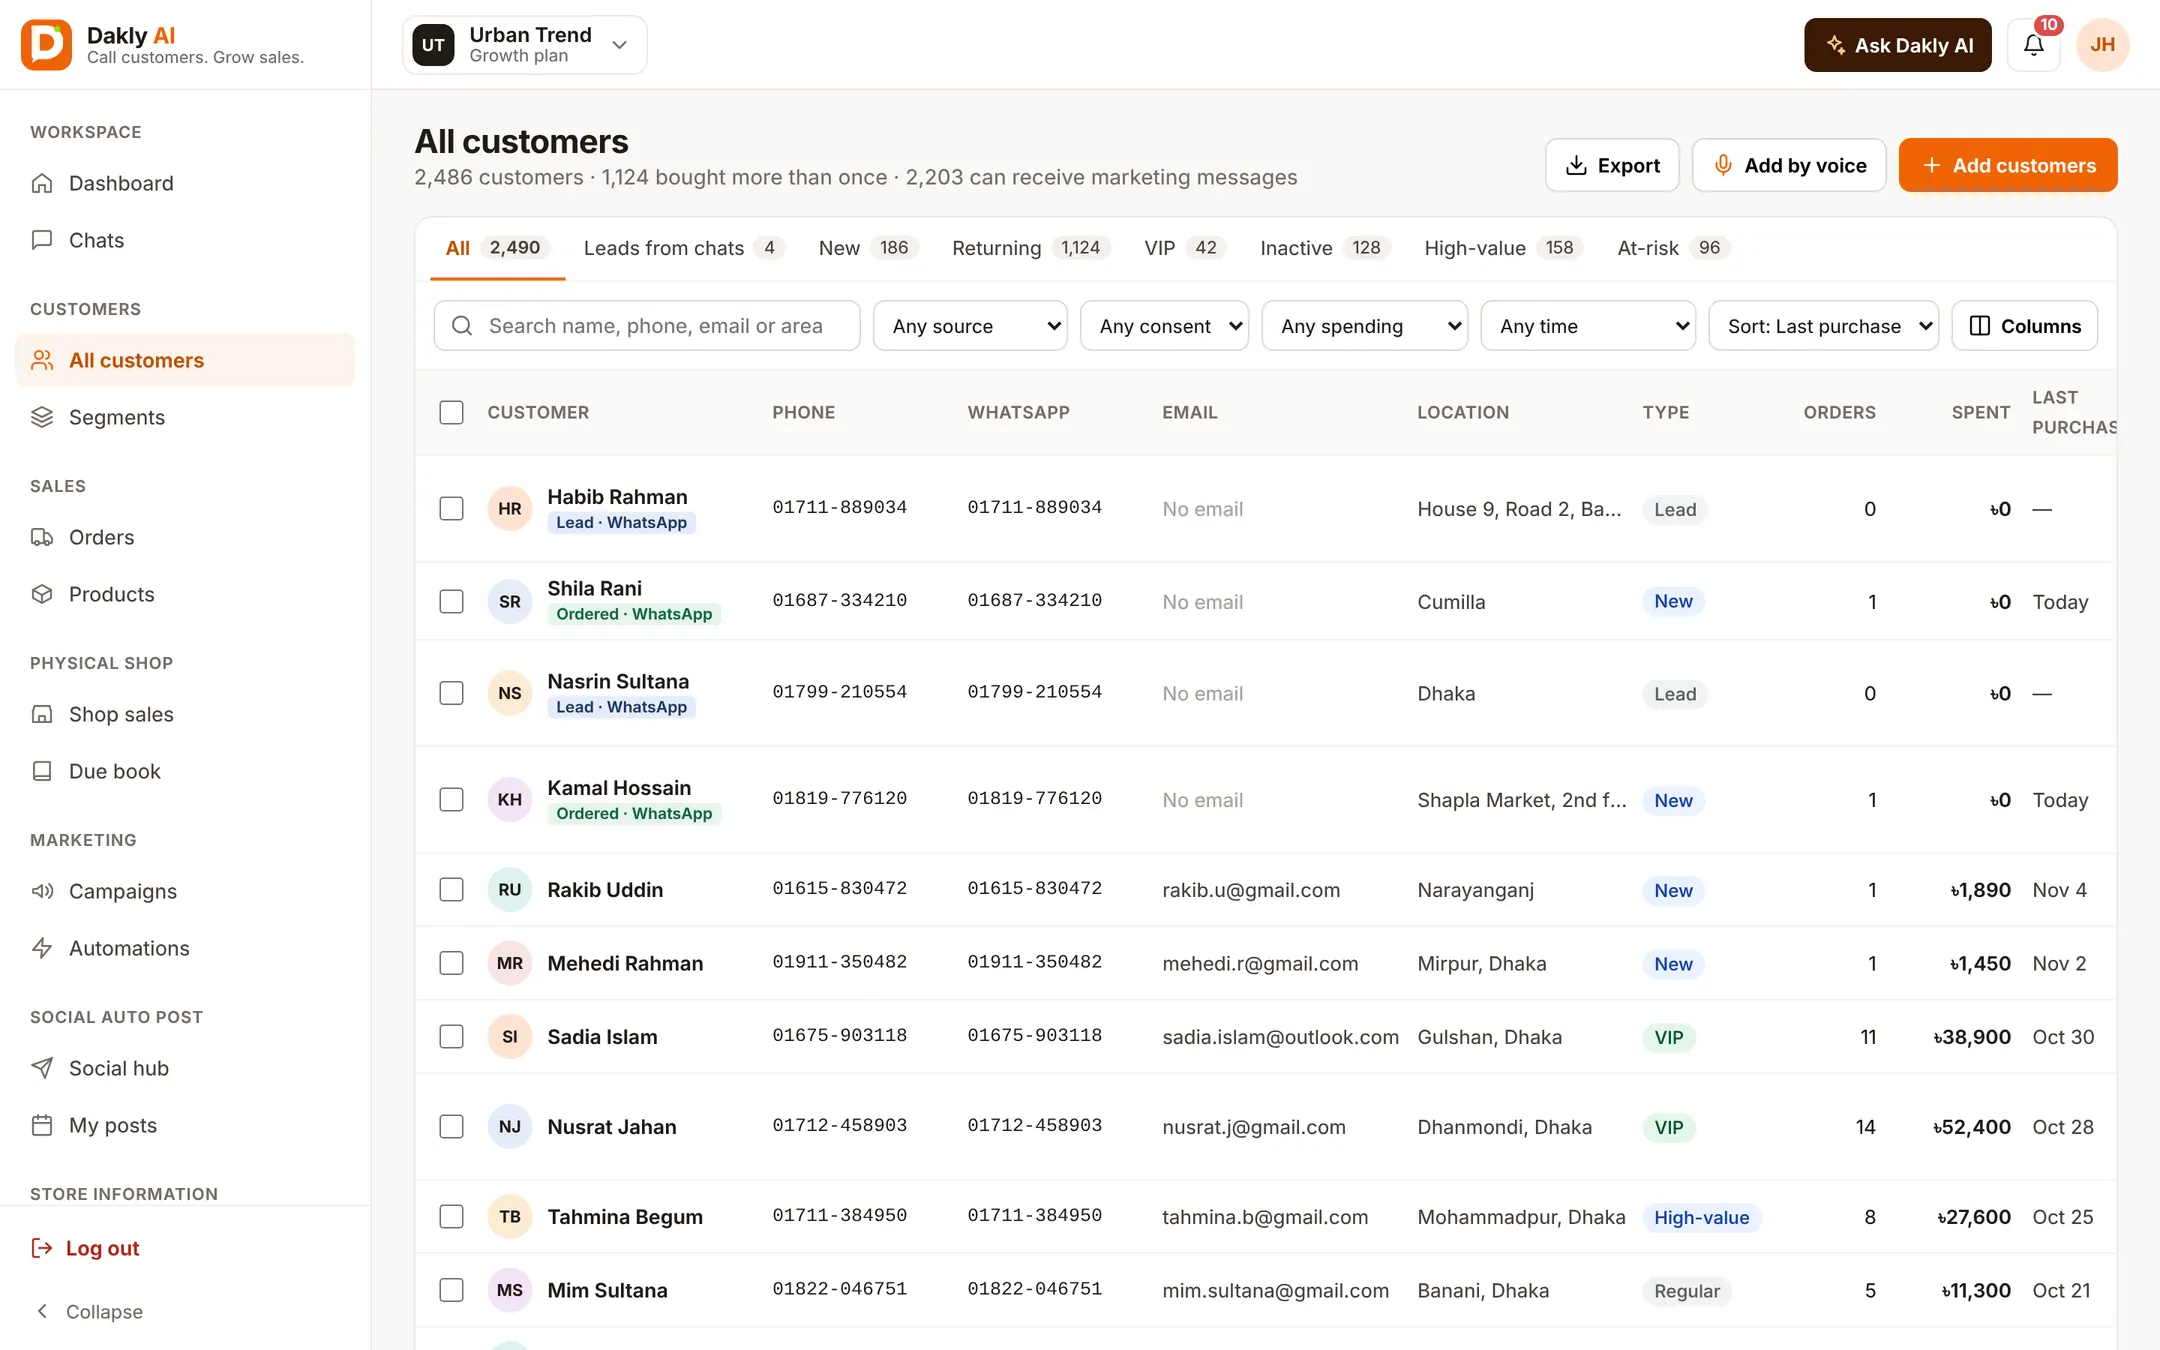 Dakly AI
Call customers. Grow sales.
UT
Urban Trend
Growth plan
Ask Dakly AI
10
JH
WORKSPACE
Dashboard
Chats
CUSTOMERS
All customers
Segments
SALES
Orders
Products
PHYSICAL SHOP
Shop sales
Due book
MARKETING
Campaigns
Automations
SOCIAL AUTO POST
Social hub
My posts
STORE INFORMATION
Log out
Collapse
All customers
2,486 customers · 1,124 bought more than once · 2,203 can receive marketing messages
Export
Add by voice
+ Add customers
All 2,490 Leads from chats 4 New 186 Returning 1,124 VIP 42 Inactive 128 High-value 158 At-risk 96
Search name, phone, email or area Any source Any consent Any spending Any time Sort: Last purchase Columns
CUSTOMER PHONE WHATSAPP EMAIL LOCATION TYPE ORDERS SPENT LAST PURCHAS
HR Habib Rahman 01711-889034 01711-889034 No email House 9, Road 2, Ba... Lead 0 ৳0 —
Lead · WhatsApp
SR Shila Rani 01687-334210 01687-334210 No email Cumilla New 1 ৳0 Today
Ordered · WhatsApp
NS Nasrin Sultana 01799-210554 01799-210554 No email Dhaka Lead 0 ৳0 —
Lead · WhatsApp
KH Kamal Hossain 01819-776120 01819-776120 No email Shapla Market, 2nd f... New 1 ৳0 Today
Ordered · WhatsApp
RU Rakib Uddin 01615-830472 01615-830472 rakib.u@gmail.com Narayanganj New 1 ৳1,890 Nov 4
MR Mehedi Rahman 01911-350482 01911-350482 mehedi.r@gmail.com Mirpur, Dhaka New 1 ৳1,450 Nov 2
SI Sadia Islam 01675-903118 01675-903118 sadia.islam@outlook.com Gulshan, Dhaka VIP 11 ৳38,900 Oct 30
NJ Nusrat Jahan 01712-458903 01712-458903 nusrat.j@gmail.com Dhanmondi, Dhaka VIP 14 ৳52,400 Oct 28
TB Tahmina Begum 01711-384950 01711-384950 tahmina.b@gmail.com Mohammadpur, Dhaka High-value 8 ৳27,600 Oct 25
MS Mim Sultana 01822-046751 01822-046751 mim.sultana@gmail.com Banani, Dhaka Regular 5 ৳11,300 Oct 21